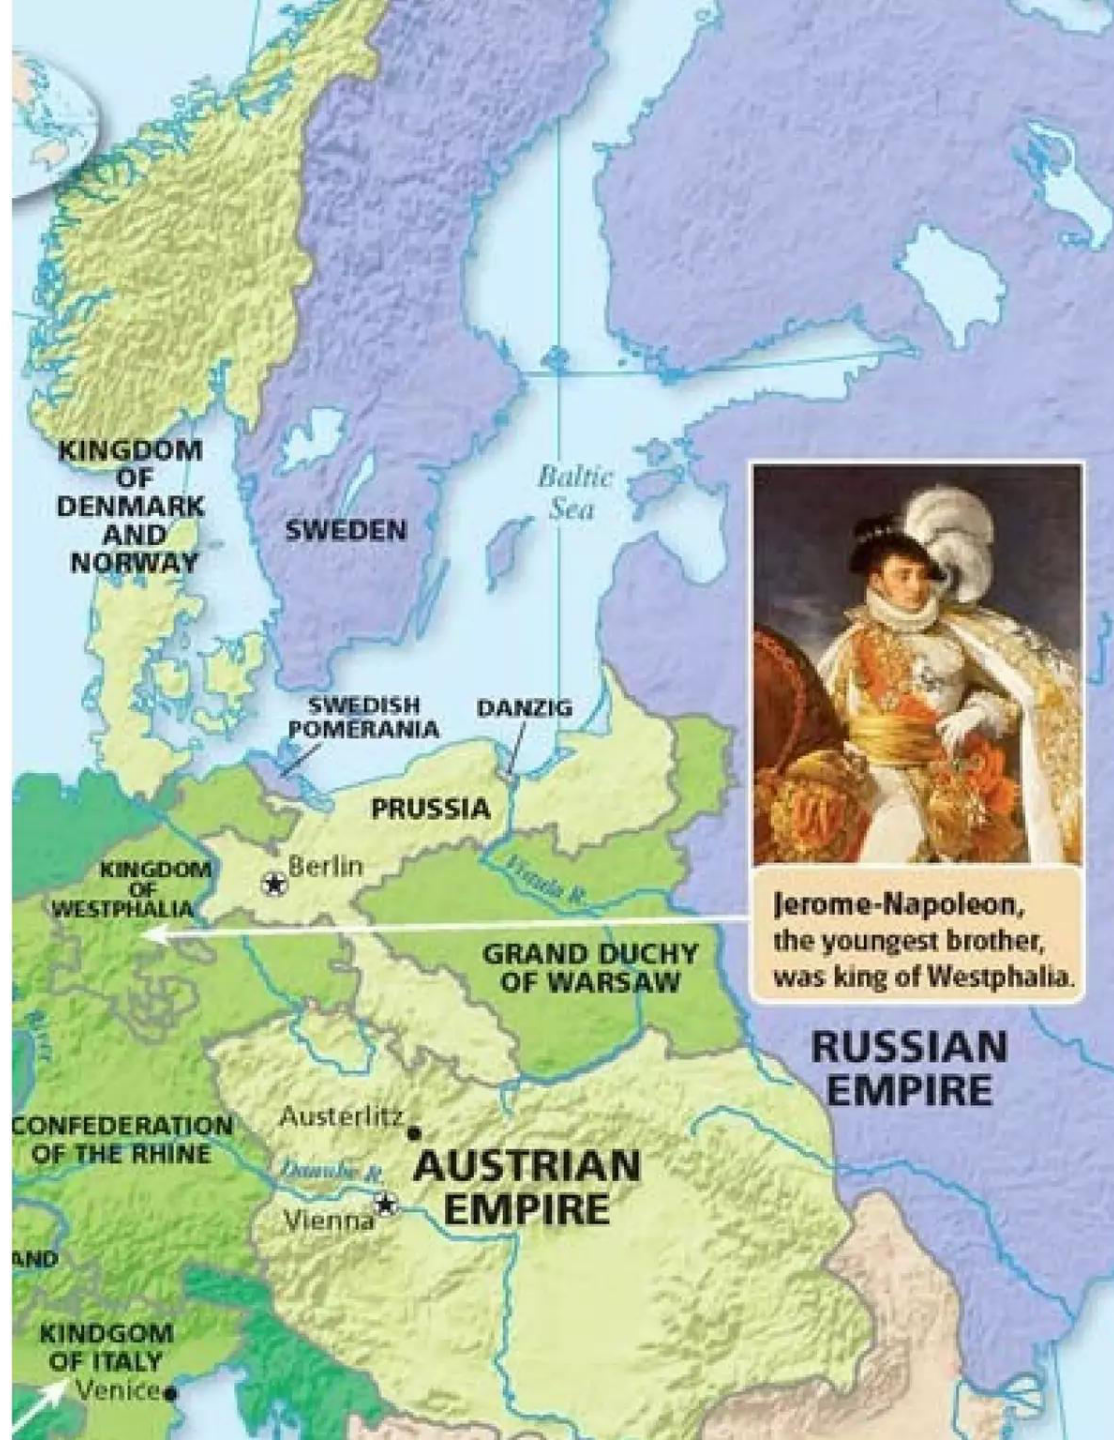 KINGDOM
OF
DENMARK
AND
NORWAY
SWEDEN
Baltic
Sea
SWEDISH
POMERANIA
DANZIG
PRUSSIA
KINGDOM
OF
WESTPHALIA
Berlin
Vistula R.
GRAND DUCHY
OF WARSAW
Jerome-Napoleon,
the youngest brother,
was king of Westphalia.
RUSSIAN
EMPIRE
CONFEDERATION
OF THE RHINE
Austerlitz
AUSTRIAN
EMPIRE
Danube R.
Vienna
AND
KINDGOM
OF ITALY
Venice